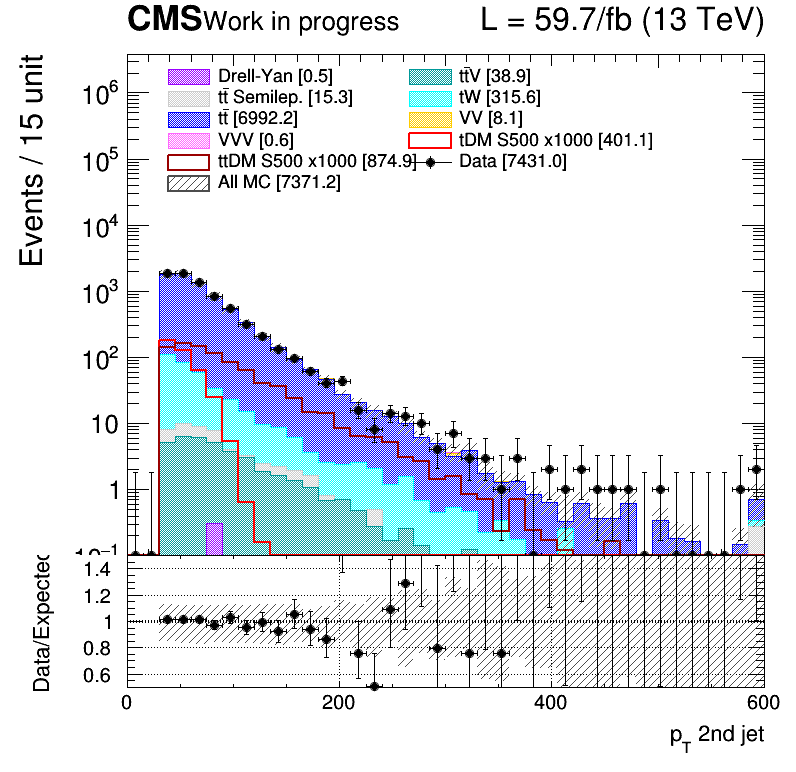 CMS Work in progress L = 59.7/fb (13 TeV)
Events / 15 unit
Drell-Yan [0.5] tt̄V [38.9]
tt̄ Semilep. [15.3] tW [315.6]
tt̄ [6992.2] VV [8.1]
VVV [0.6] tDM S500 x1000 [401.1]
ttDM S500 x1000 [874.9] Data [7431.0]
All MC [7371.2]
10⁶
10⁵
10⁴
10³
10²
10
1
10⁻¹
Data/Expected
1.4
1.2
1
0.8
0.6
0 200 400 600
p_T 2nd jet